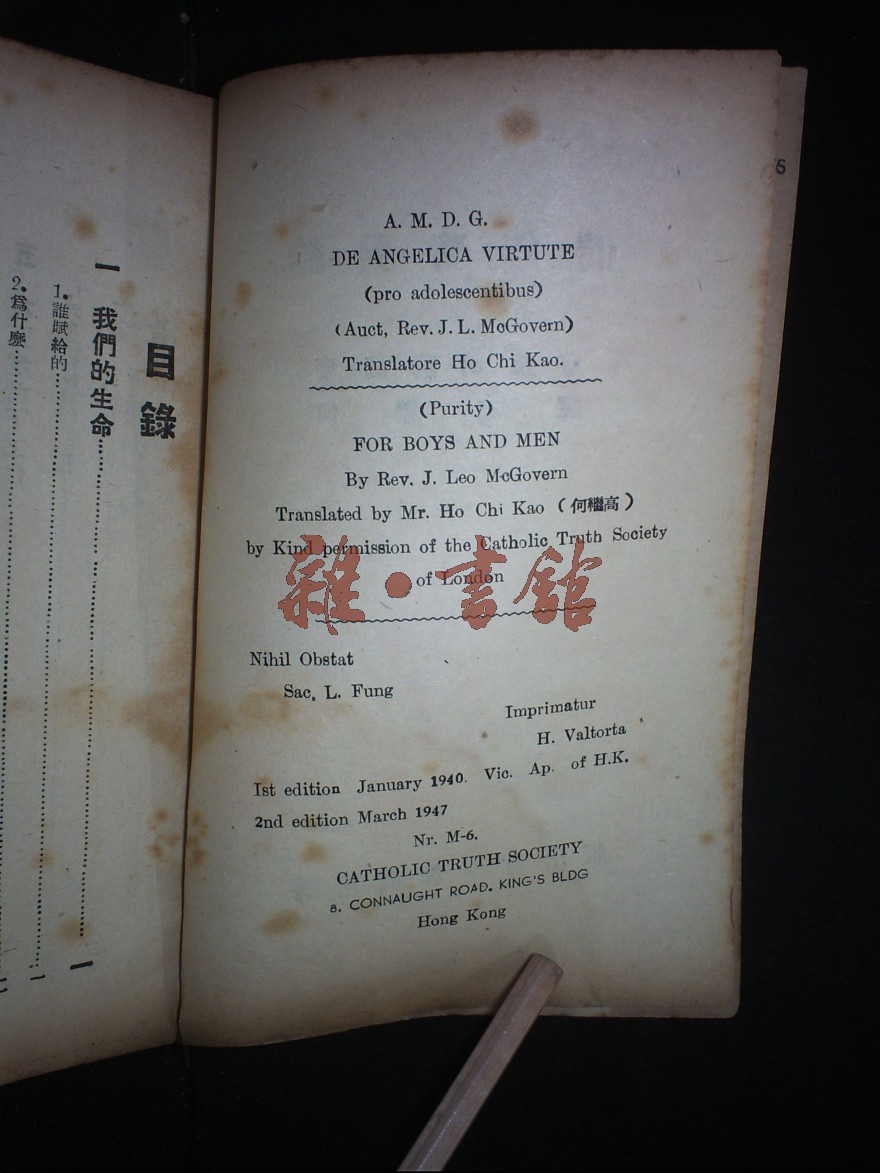 A. M. D. G.
DE ANGELICA VIRTUTE
(pro adolescentibus)
(Auct, Rev. J. L. McGovern)
Translatore Ho Chi Kao.
(Purity)
FOR BOYS AND MEN
By Rev. J. Leo McGovern
Translated by Mr. Ho Chi Kao (何繼高)
by Kind permission of the Catholic Truth Society
of London
雜·書館
Nihil Obstat
Sac. L. Fung
Imprimatur
H. Valtorta
Vic. Ap. of H.K.
1st edition January 1940.
2nd edition March 1947
Nr. M-6.
CATHOLIC TRUTH SOCIETY
8. CONNAUGHT ROAD. KING'S BLDG
Hong Kong
目錄
一 我們的生命 一
1. 誰賦給的 一
2. 爲什麼